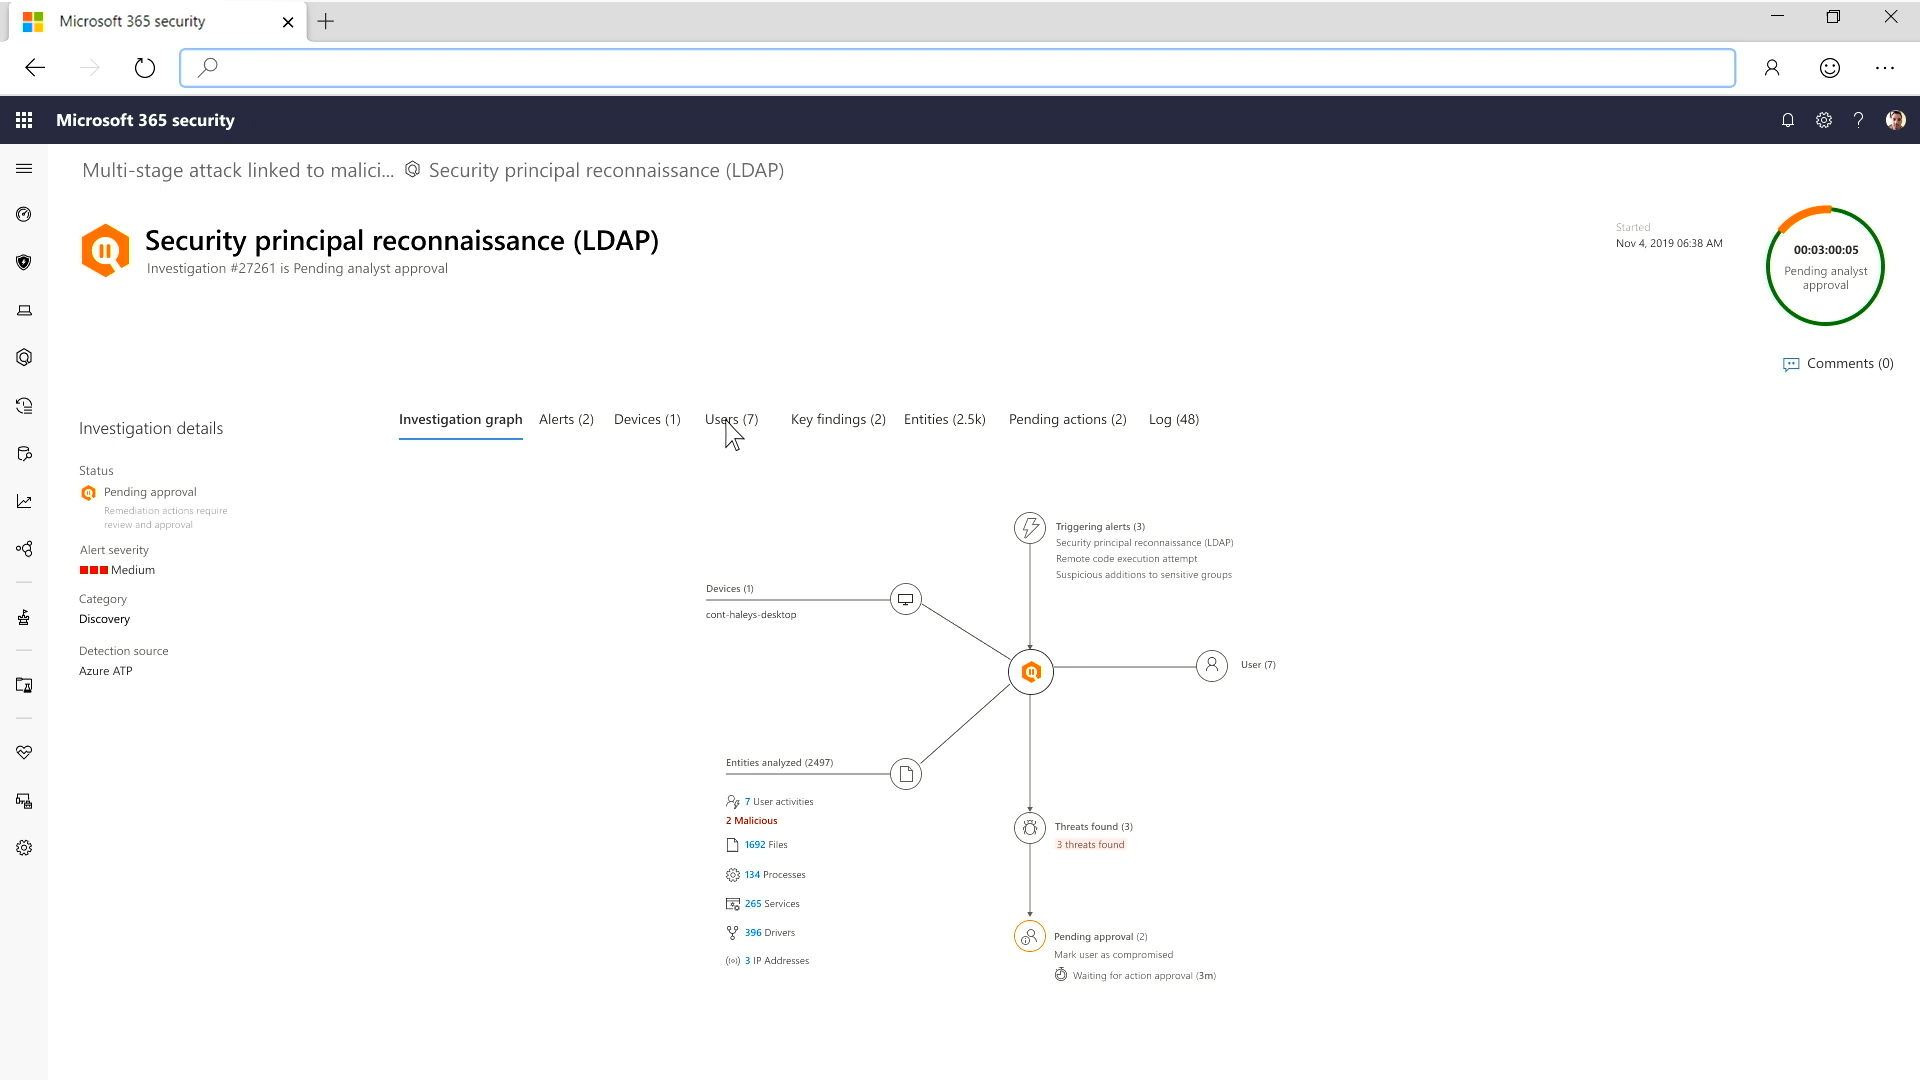 Microsoft 365 security
Microsoft 365 security
Multi-stage attack linked to malici... Security principal reconnaissance (LDAP)
Security principal reconnaissance (LDAP)
Investigation #27261 is Pending analyst approval
Started
Nov 4, 2019 06:38 AM
00:03:00:05
Pending analyst
approval
Comments (0)
Investigation details
Status
Pending approval
Remediation actions require
review and approval
Alert severity
Medium
Category
Discovery
Detection source
Azure ATP
Investigation graph Alerts (2) Devices (1) Users (7) Key findings (2) Entities (2.5k) Pending actions (2) Log (48)
Triggering alerts (3)
Security principal reconnaissance (LDAP)
Remote code execution attempt
Suspicious additions to sensitive groups
Devices (1)
cont-haleys-desktop
User (7)
Entities analyzed (2497)
7 User activities
2 Malicious
1692 Files
134 Processes
265 Services
396 Drivers
3 IP Addresses
Threats found (3)
3 threats found
Pending approval (2)
Mark user as compromised
Waiting for action approval (3m)